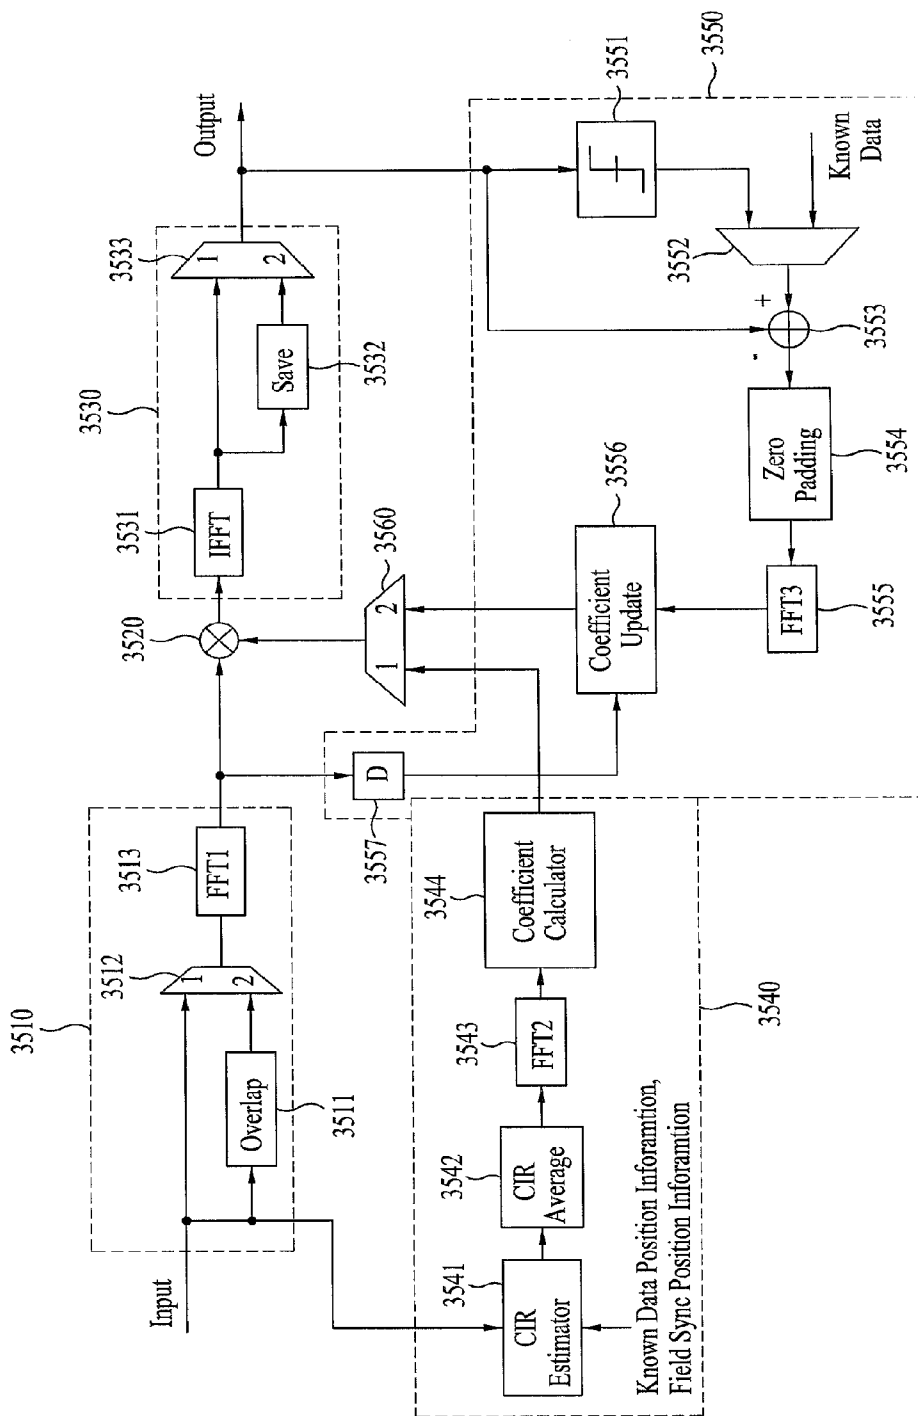 Input
3510
Overlap
3511
1
2
3512
FFT1
3513
3520
3530
IFFT
3531
Save
3532
1
2
3533
Output
D
3557
1
2
3560
CIR
Estimator
3541
CIR
Average
3542
FFT2
3543
Coefficient
Calculator
3544
3540
Known Data Position Inforamtion,
Field Sync Position Inforamtion
3550
3551
3552
Known
Data
+
3553
Zero
Padding
3554
FFT3
3555
Coefficient
Update
3556